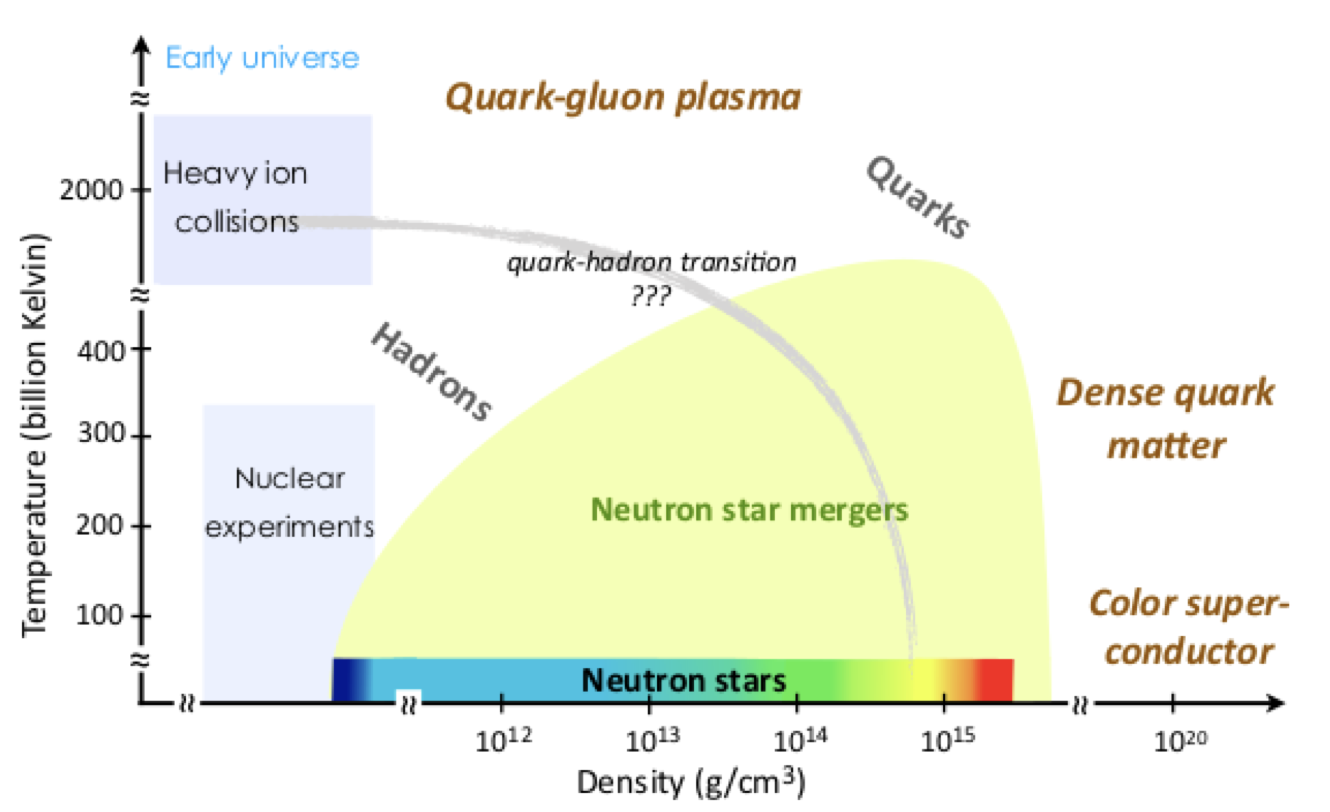 Early universe
Quark-gluon plasma
Heavy ion
collisions
Quarks
2000
quark-hadron transition
???
Hadrons
400
300
200
100
Temperature (billion Kelvin)
Nuclear
experiments
Neutron star mergers
Dense quark
matter
Color super-
conductor
Neutron stars
10¹² 10¹³ 10¹⁴ 10¹⁵ 10²⁰
Density (g/cm³)